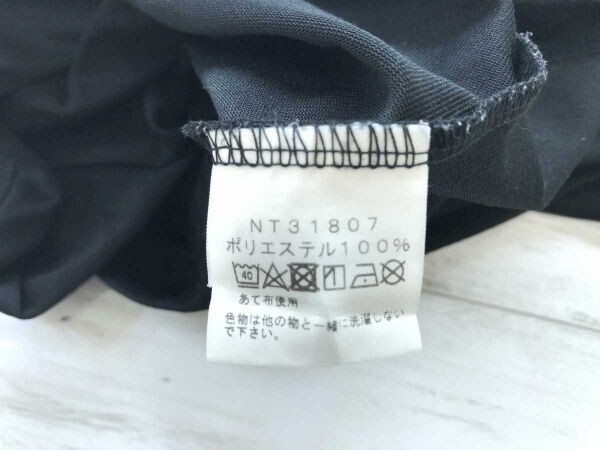 NT31807
ポリエステル100%
40
あて布使用
色物は他の物と一緒に洗濯しない
で下さい。